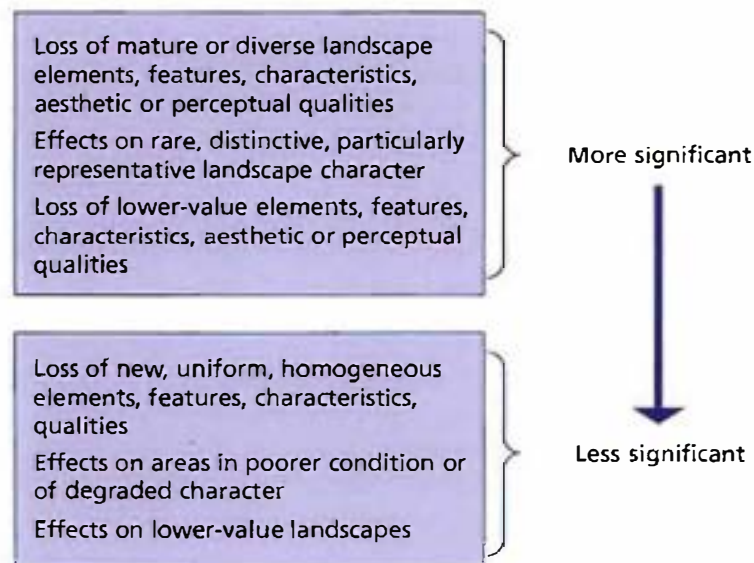 Loss of mature or diverse landscape
elements, features, characteristics,
aesthetic or perceptual qualities
Effects on rare, distinctive, particularly
representative landscape character
Loss of lower-value elements, features,
characteristics, aesthetic or perceptual
qualities
More significant
Loss of new, uniform, homogeneous
elements, features, characteristics,
qualities
Effects on areas in poorer condition or
of degraded character
Effects on lower-value landscapes
Less significant